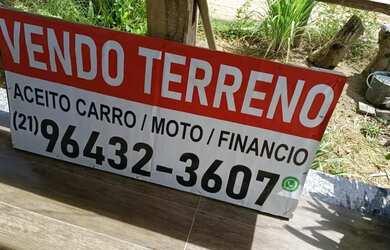 VENDO TERRENO
ACEITO CARRO / MOTO / FINANCIO
(21) 96432-3607